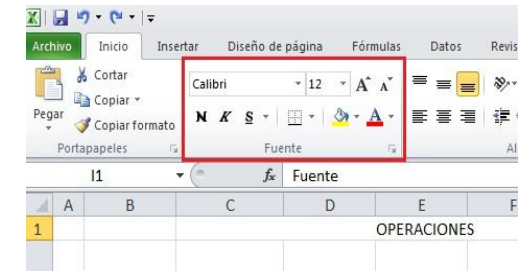 Archivo Inicio Insertar Diseño de página Fórmulas Datos Revis
Cortar
Copiar
Copiar formato
Pegar
Portapapeles
Calibri 12 A A
N K S A
Fuente
Al
I1 fx Fuente
A B C D E F
1 OPERACIONES